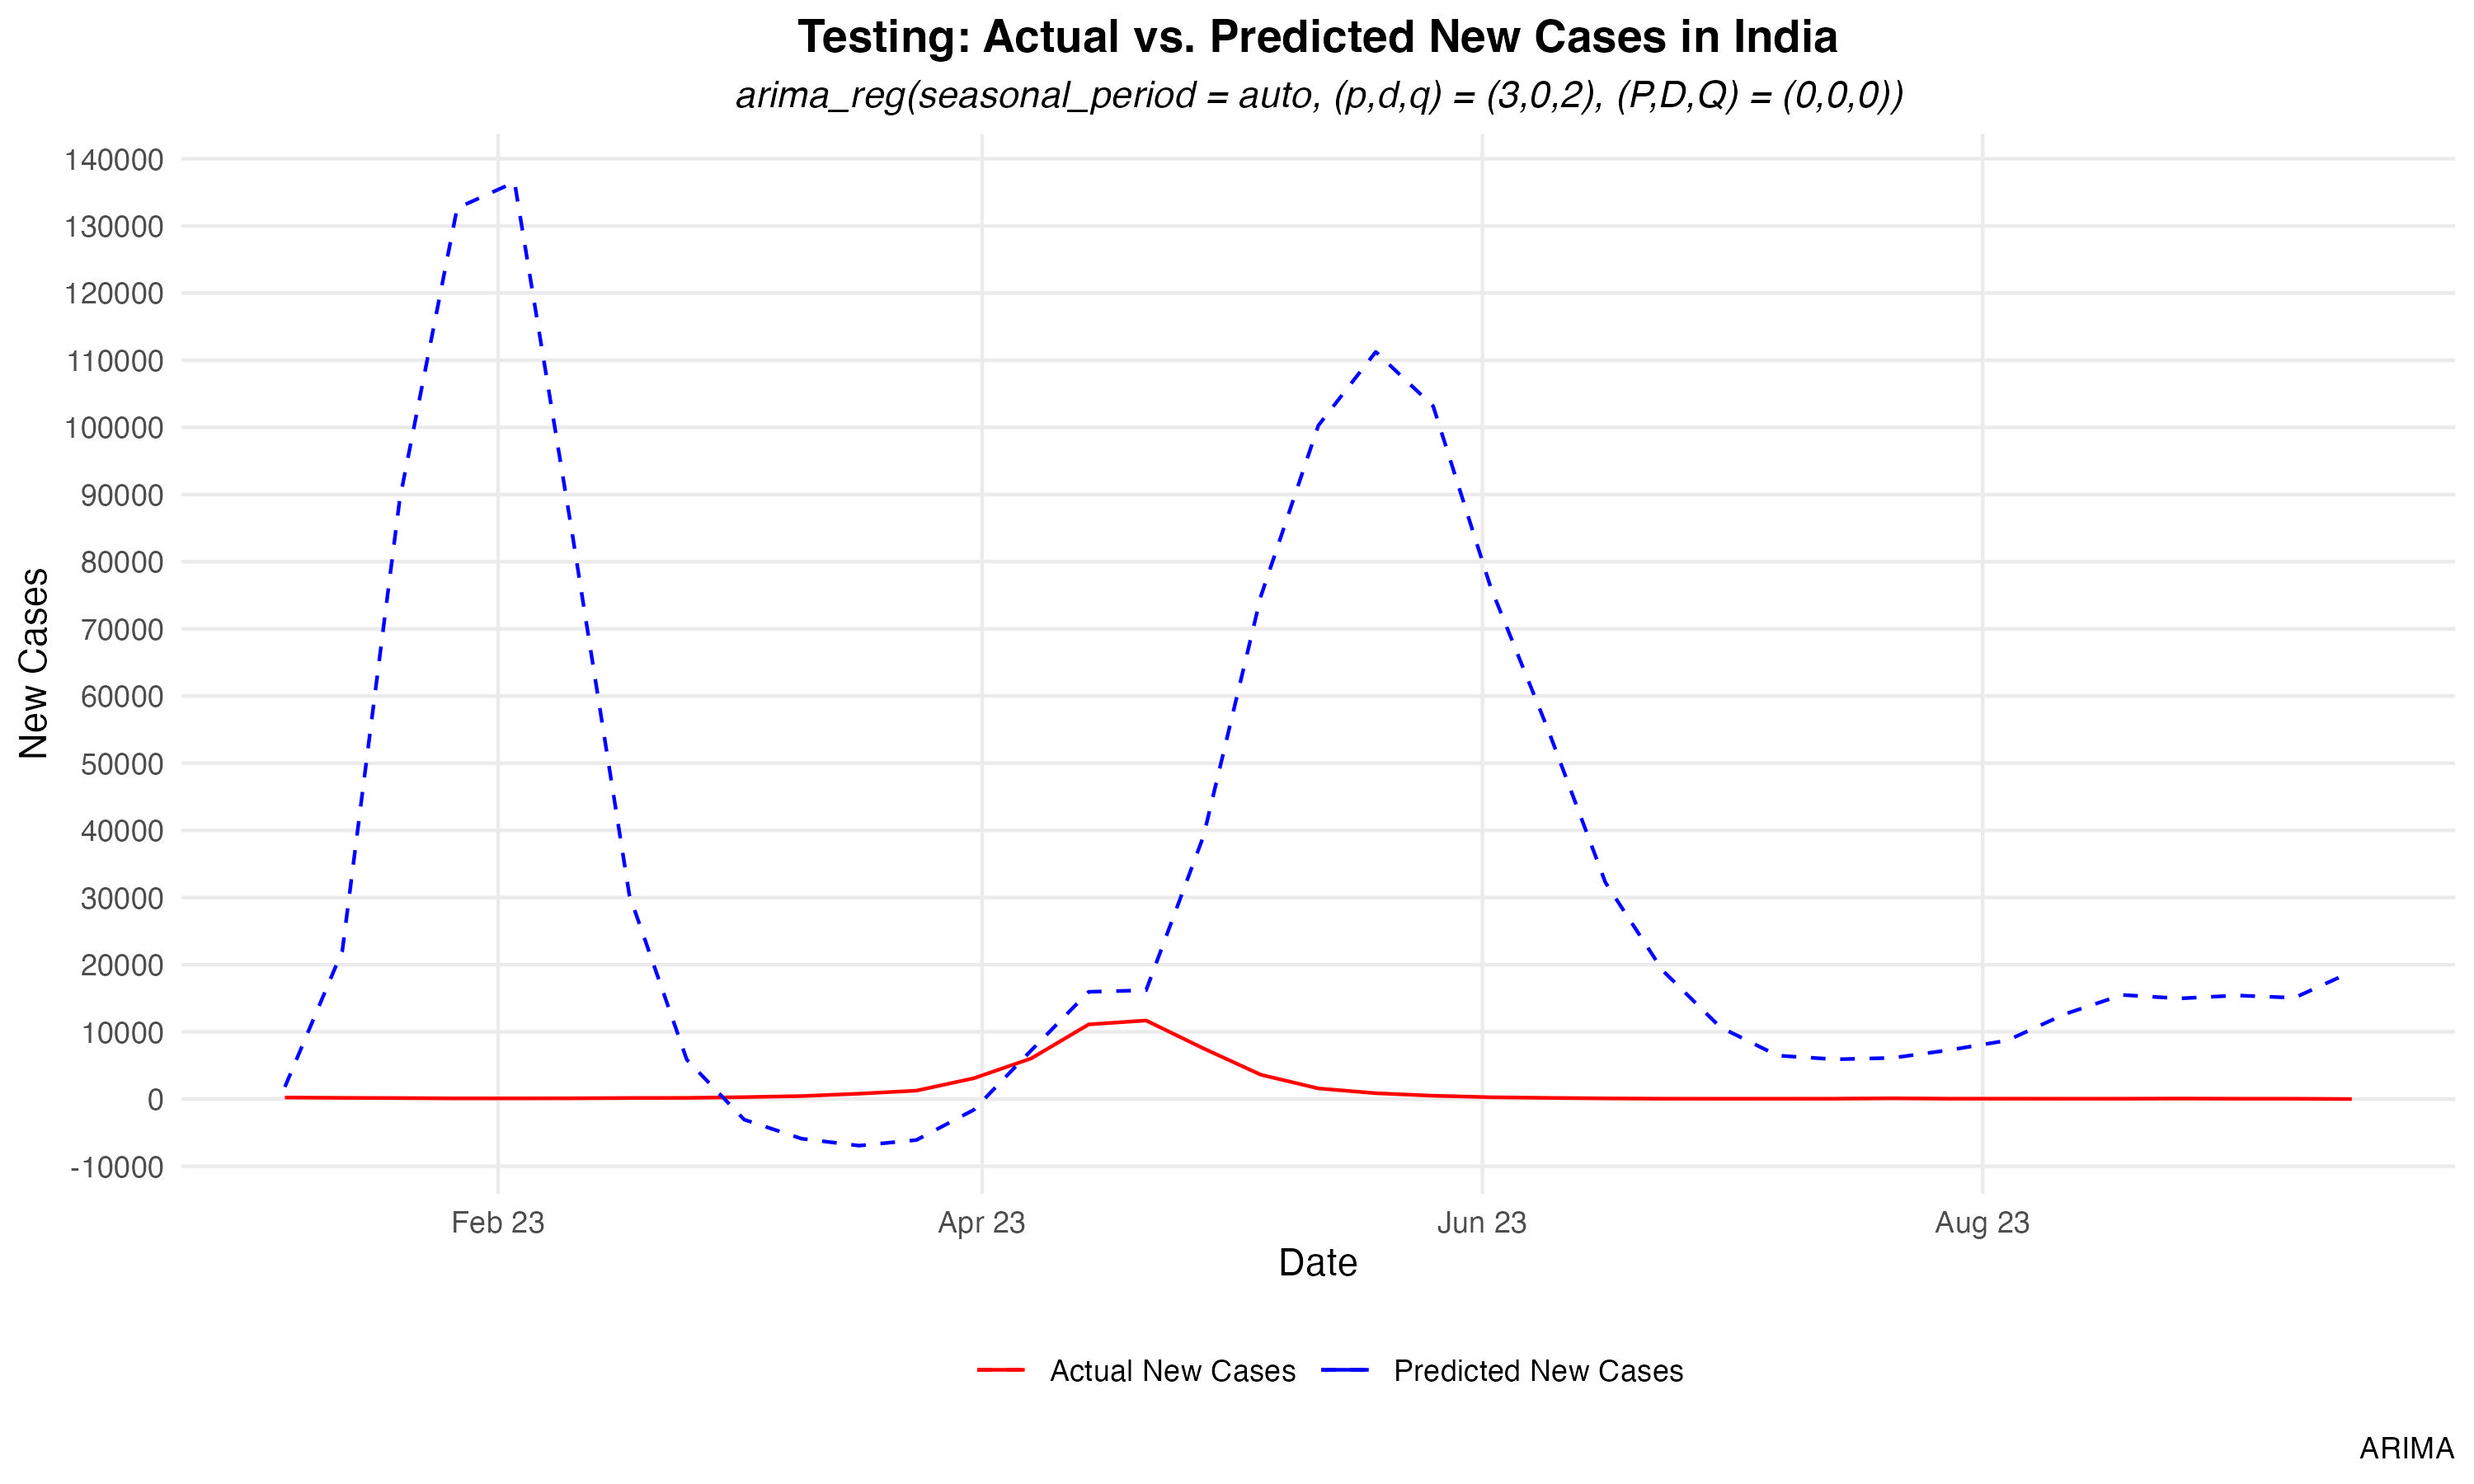 Testing: Actual vs. Predicted New Cases in India
arima_reg(seasonal_period = auto, (p,d,q) = (3,0,2), (P,D,Q) = (0,0,0))
New Cases
140000
130000
120000
110000
100000
90000
80000
70000
60000
50000
40000
30000
20000
10000
0
-10000
Feb 23 Apr 23 Jun 23 Aug 23
Date
Actual New Cases Predicted New Cases
ARIMA